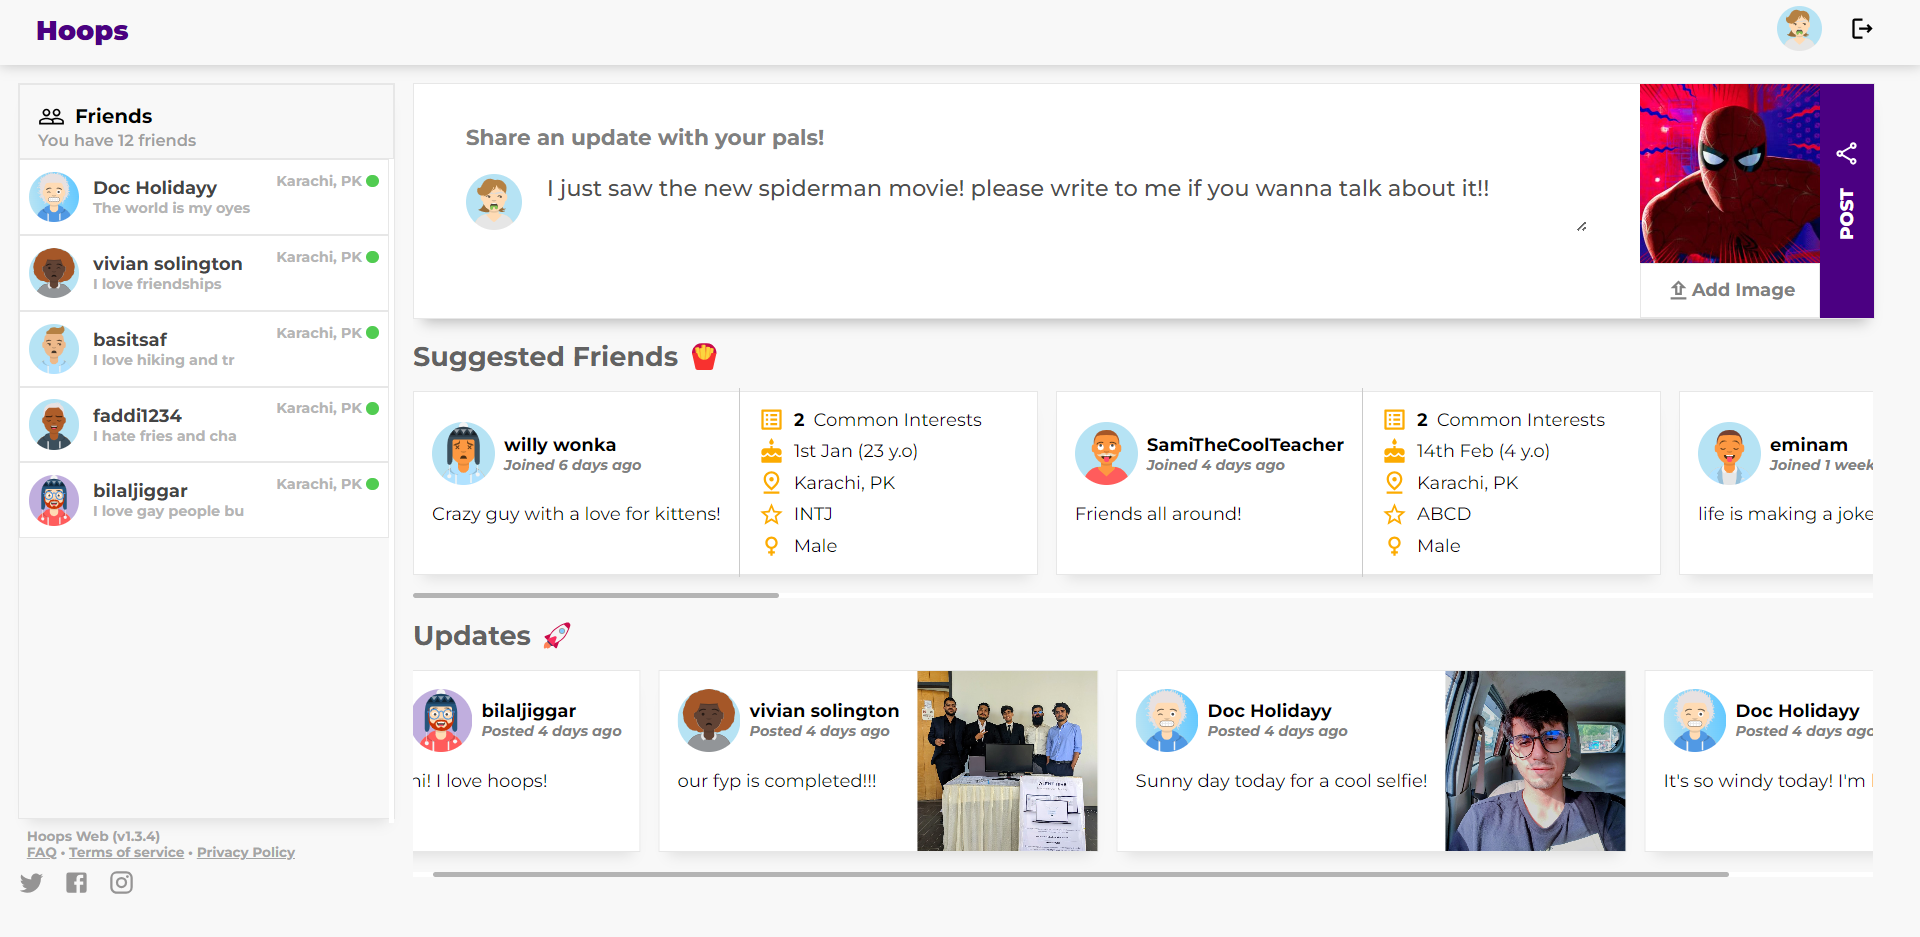 Hoops
Friends
You have 12 friends
Doc Holidayy
Karachi, PK
The world is my oyes
vivian solington
Karachi, PK
I love friendships
basitsaf
Karachi, PK
I love hiking and tr
faddi1234
Karachi, PK
I hate fries and cha
bilaljiggar
Karachi, PK
I love gay people bu
Hoops Web (v1.3.4)
FAQ • Terms of service • Privacy Policy
Share an update with your pals!
I just saw the new spiderman movie! please write to me if you wanna talk about it!!
Add Image
POST
Suggested Friends
willy wonka
Joined 6 days ago
Crazy guy with a love for kittens!
2 Common Interests
1st Jan (23 y.o)
Karachi, PK
INTJ
Male
SamiTheCoolTeacher
Joined 4 days ago
Friends all around!
2 Common Interests
14th Feb (4 y.o)
Karachi, PK
ABCD
Male
eminam
Joined 1 week
life is making a joke
Updates
bilaljiggar
Posted 4 days ago
hi! I love hoops!
vivian solington
Posted 4 days ago
our fyp is completed!!!
Doc Holidayy
Posted 4 days ago
Sunny day today for a cool selfie!
Doc Holidayy
Posted 4 days ago
It's so windy today! I'm